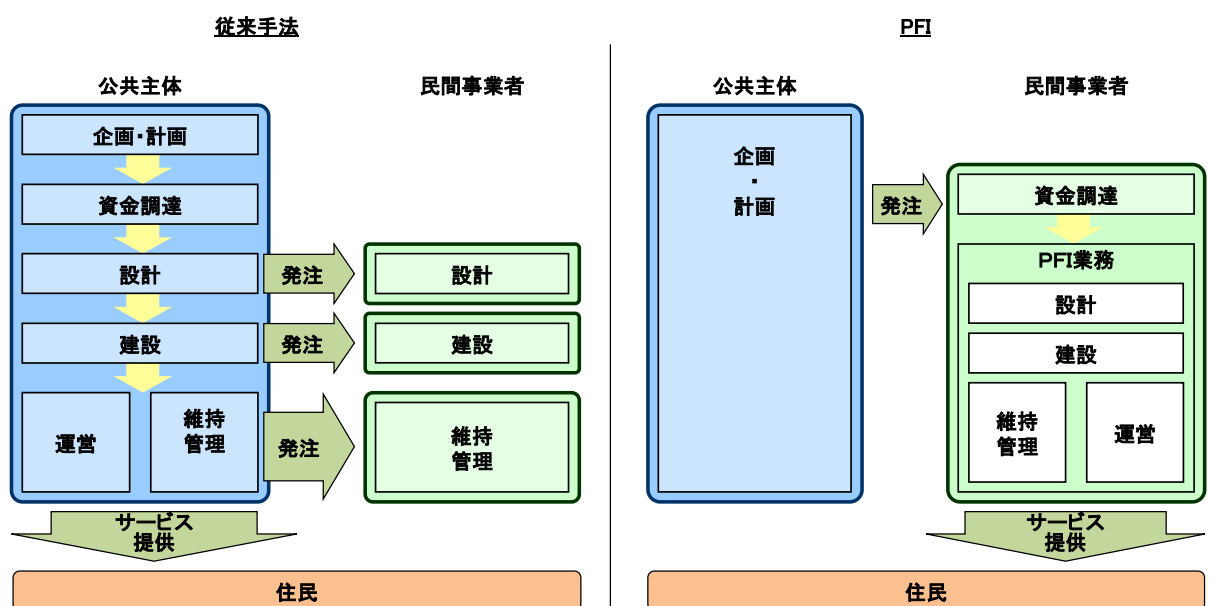 従来手法
公共主体
民間事業者
企画・計画
資金調達
設計
発注
設計
建設
発注
建設
運営
維持
管理
発注
維持
管理
サービス
提供
住民
PFI
公共主体
民間事業者
企画
・
計画
発注
資金調達
PFI業務
設計
建設
維持
管理
運営
サービス
提供
住民